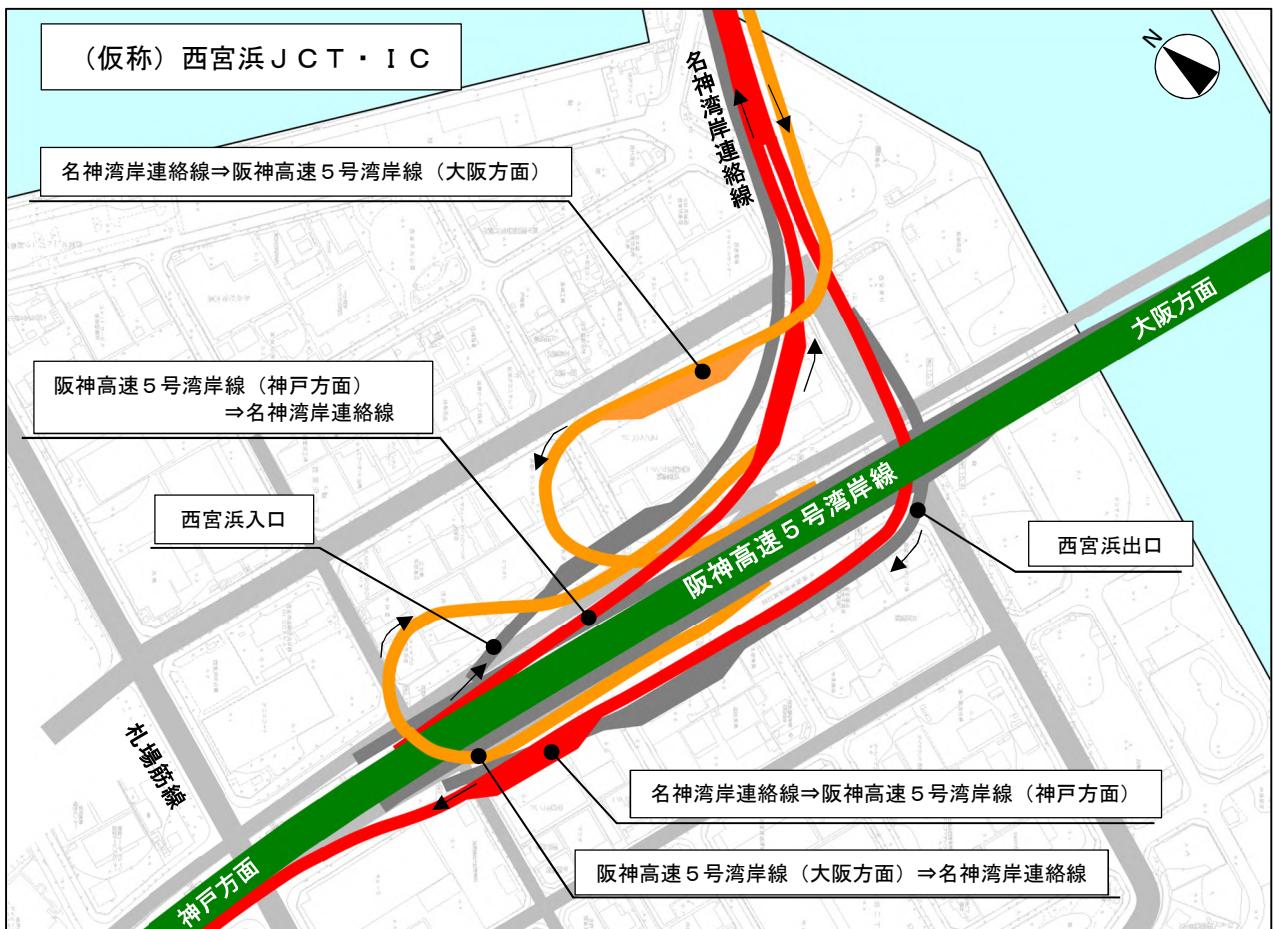 （仮称）西宮浜ＪＣＴ・ＩＣ
N
名神湾岸連絡線
名神湾岸連絡線⇒阪神高速５号湾岸線（大阪方面）
大阪方面
阪神高速５号湾岸線（神戸方面）
⇒名神湾岸連絡線
阪神高速５号湾岸線
西宮浜入口
西宮浜出口
札場筋線
名神湾岸連絡線⇒阪神高速５号湾岸線（神戸方面）
阪神高速５号湾岸線（大阪方面）⇒名神湾岸連絡線
神戸方面